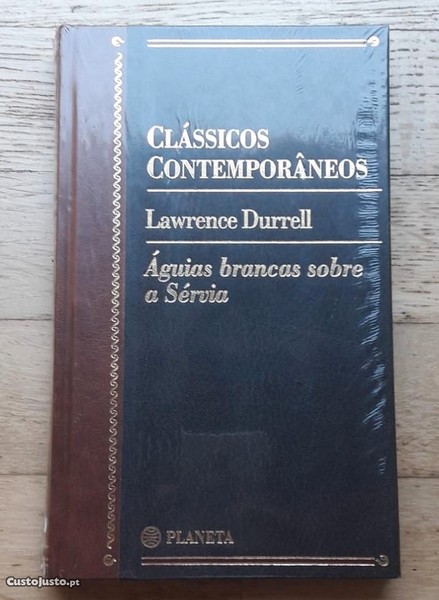 CLÁSSICOS
CONTEMPORÂNEOS
Lawrence Durrell
Águias brancas sobre
a Sérvia
PLANETA
CustoJusto.pt